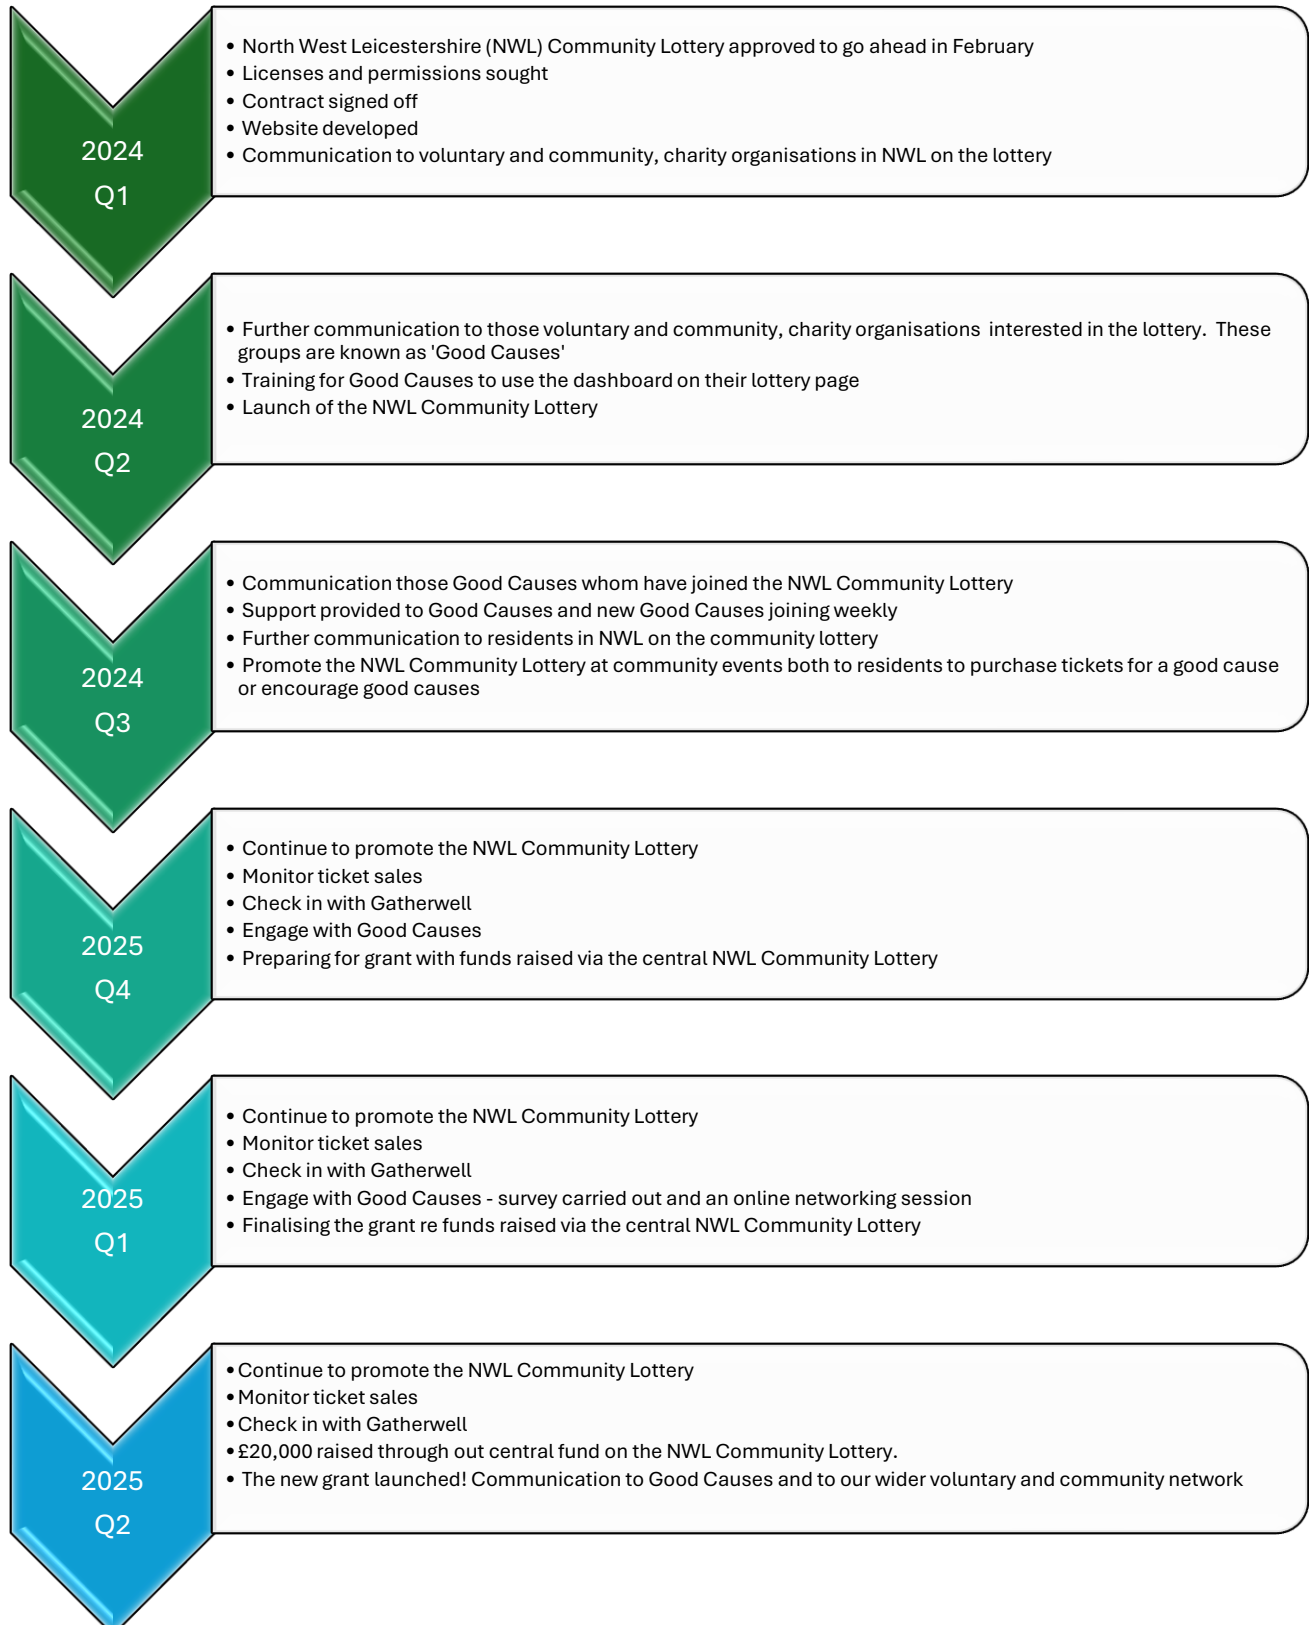 2024
Q1
• North West Leicestershire (NWL) Community Lottery approved to go ahead in February
• Licenses and permissions sought
• Contract signed off
• Website developed
• Communication to voluntary and community, charity organisations in NWL on the lottery
2024
Q2
• Further communication to those voluntary and community, charity organisations  interested in the lottery.  These
groups are known as 'Good Causes'
• Training for Good Causes to use the dashboard on their lottery page
• Launch of the NWL Community Lottery
2024
Q3
• Communication those Good Causes whom have joined the NWL Community Lottery
• Support provided to Good Causes and new Good Causes joining weekly
• Further communication to residents in NWL on the community lottery
• Promote the NWL Community Lottery at community events both to residents to purchase tickets for a good cause
or encourage good causes
2025
Q4
• Continue to promote the NWL Community Lottery
• Monitor ticket sales
• Check in with Gatherwell
• Engage with Good Causes
• Preparing for grant with funds raised via the central NWL Community Lottery
2025
Q1
• Continue to promote the NWL Community Lottery
• Monitor ticket sales
• Check in with Gatherwell
• Engage with Good Causes - survey carried out and an online networking session
• Finalising the grant re funds raised via the central NWL Community Lottery
2025
Q2
•Continue to promote the NWL Community Lottery
•Monitor ticket sales
•Check in with Gatherwell
•£20,000 raised through out central fund on the NWL Community Lottery.
• The new grant launched! Communication to Good Causes and to our wider voluntary and community network